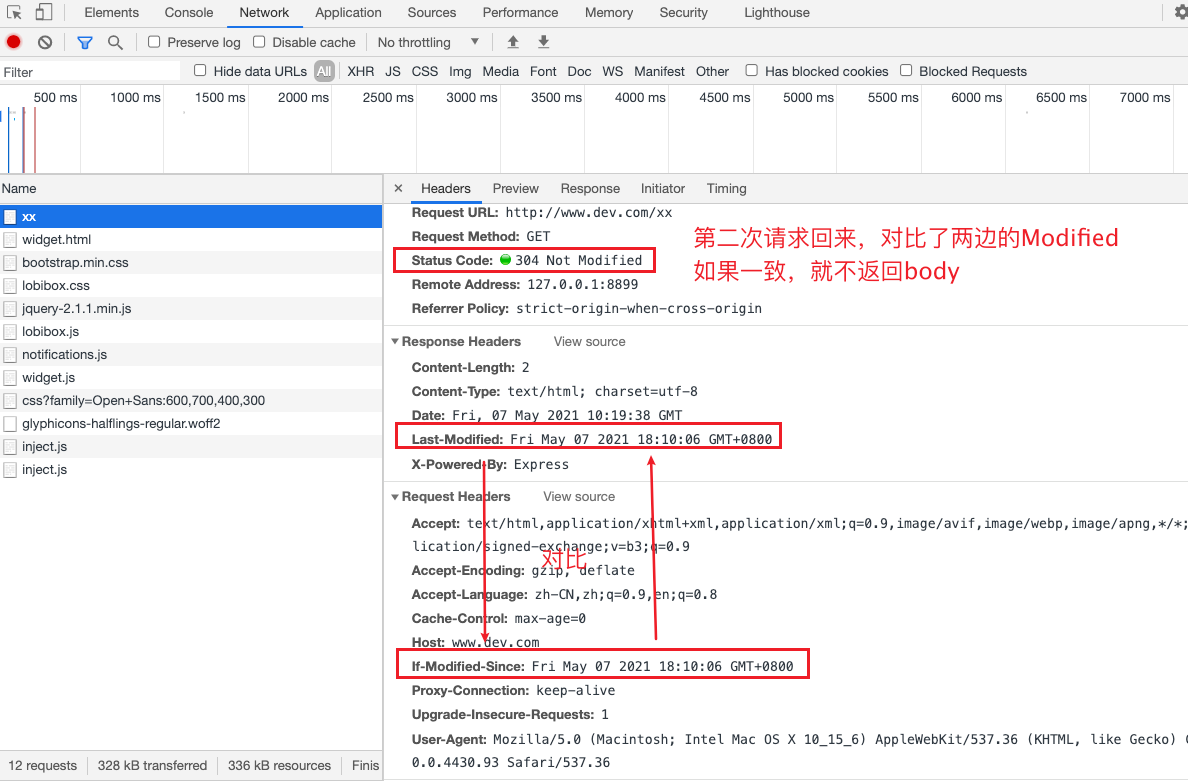 Elements Console Network Application Sources Performance Memory Security Lighthouse
Preserve log Disable cache No throttling ▼
Filter Hide data URLs All XHR JS CSS Img Media Font Doc WS Manifest Other Has blocked cookies Blocked Requests
500 ms 1000 ms 1500 ms 2000 ms 2500 ms 3000 ms 3500 ms 4000 ms 4500 ms 5000 ms 5500 ms 6000 ms 6500 ms 7000 ms
Name
xx
widget.html
bootstrap.min.css
lobibox.css
jquery-2.1.1.min.js
lobibox.js
notifications.js
widget.js
css?family=Open+Sans:600,700,400,300
glyphicons-halflings-regular.woff2
inject.js
inject.js
12 requests 328 kB transferred 336 kB resources Finis
× Headers Preview Response Initiator Timing
Request URL: http://www.dev.com/xx
Request Method: GET
Status Code: 304 Not Modified
Remote Address: 127.0.0.1:8899
Referrer Policy: strict-origin-when-cross-origin
第二次请求回来，对比了两边的Modified
如果一致，就不返回body
▼ Response Headers View source
Content-Length: 2
Content-Type: text/html; charset=utf-8
Date: Fri, 07 May 2021 10:19:38 GMT
Last-Modified: Fri May 07 2021 18:10:06 GMT+0800
X-Powered-By: Express
▼ Request Headers View source
Accept: text/html,application/xhtml+xml,application/xml;q=0.9,image/avif,image/webp,image/apng,*/*;
lication/signed-exchange;v=b3;q=0.9
对比
Accept-Encoding: gzip, deflate
Accept-Language: zh-CN,zh;q=0.9,en;q=0.8
Cache-Control: max-age=0
Host: www.dev.com
If-Modified-Since: Fri May 07 2021 18:10:06 GMT+0800
Proxy-Connection: keep-alive
Upgrade-Insecure-Requests: 1
User-Agent: Mozilla/5.0 (Macintosh; Intel Mac OS X 10_15_6) AppleWebKit/537.36 (KHTML, like Gecko)
0.0.4430.93 Safari/537.36